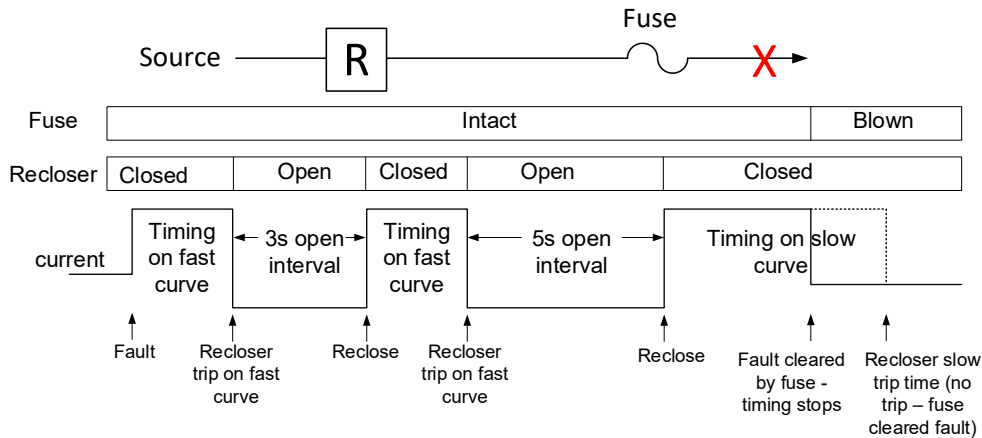 Fuse
Source
R
X
Fuse
Intact
Blown
Recloser
Closed
Open
Closed
Open
Closed
current
Timing
on fast
curve
3s open
interval
Timing
on fast
curve
5s open
interval
Timing on slow
curve
Fault
Recloser
trip on fast
curve
Reclose
Recloser
trip on fast
curve
Reclose
Fault cleared
by fuse -
timing stops
Recloser slow
trip time (no
trip – fuse
cleared fault)